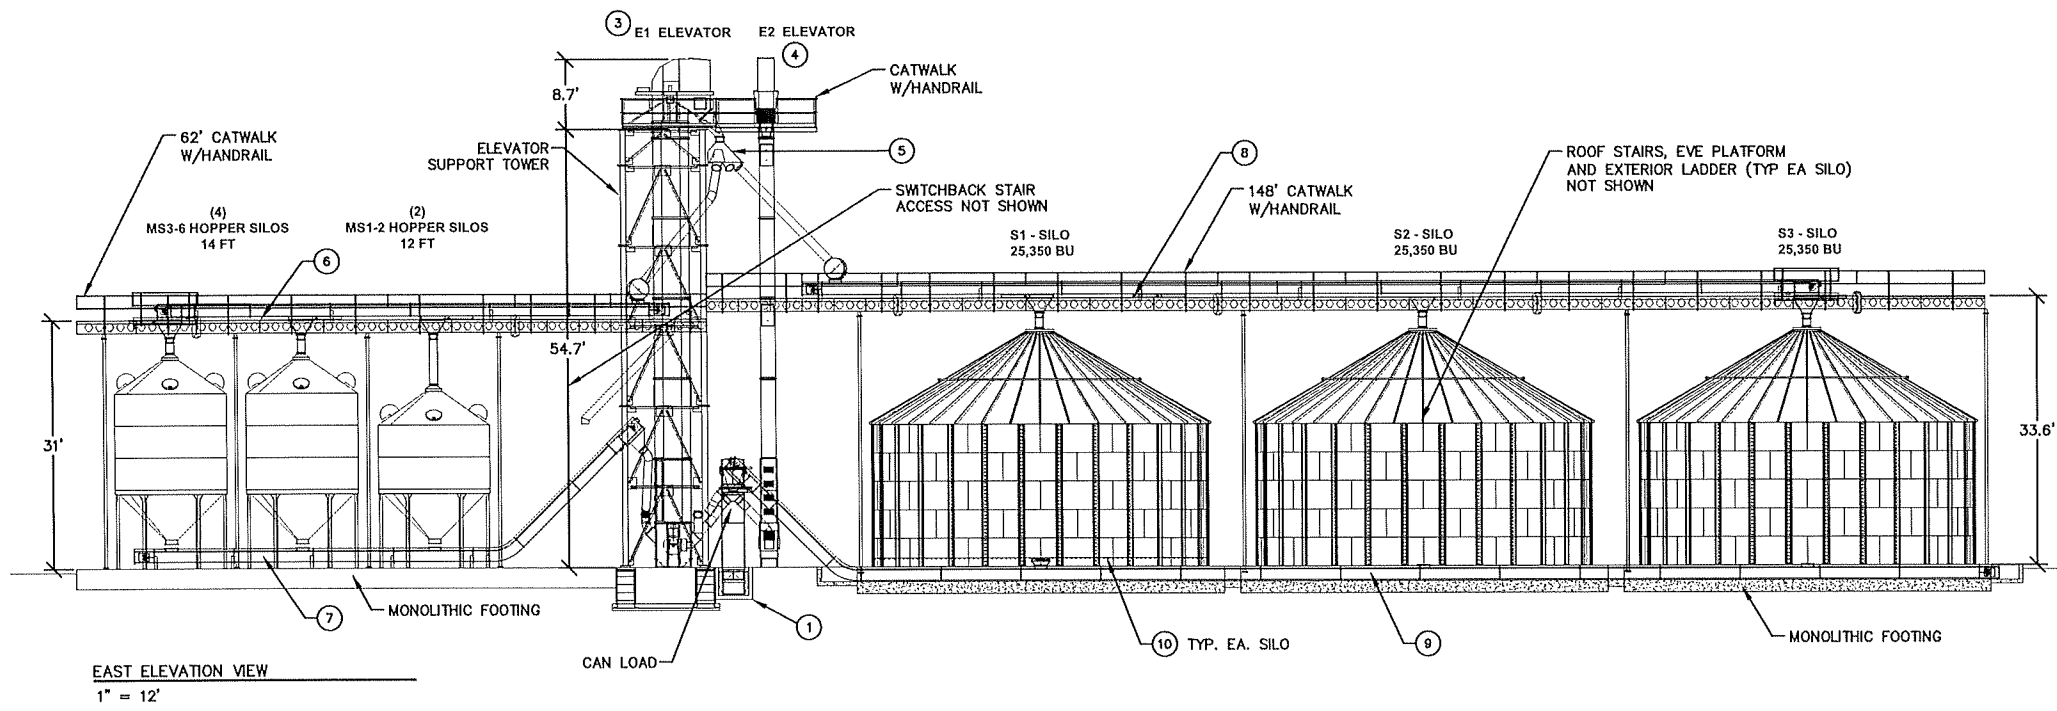 3
E1 ELEVATOR
E2 ELEVATOR
4
CATWALK
W/HANDRAIL
8.7'
62' CATWALK
W/HANDRAIL
ELEVATOR
SUPPORT TOWER
5
8
ROOF STAIRS, EVE PLATFORM
AND EXTERIOR LADDER (TYP EA SILO)
NOT SHOWN
SWITCHBACK STAIR
ACCESS NOT SHOWN
148' CATWALK
W/HANDRAIL
(4)
MS3-6 HOPPER SILOS
14 FT
(2)
MS1-2 HOPPER SILOS
12 FT
6
S1 - SILO
25,350 BU
S2 - SILO
25,350 BU
S3 - SILO
25,350 BU
54.7'
31'
33.6'
7
MONOLITHIC FOOTING
1
CAN LOAD
10 TYP. EA. SILO
9
MONOLITHIC FOOTING
EAST ELEVATION VIEW
1" = 12'